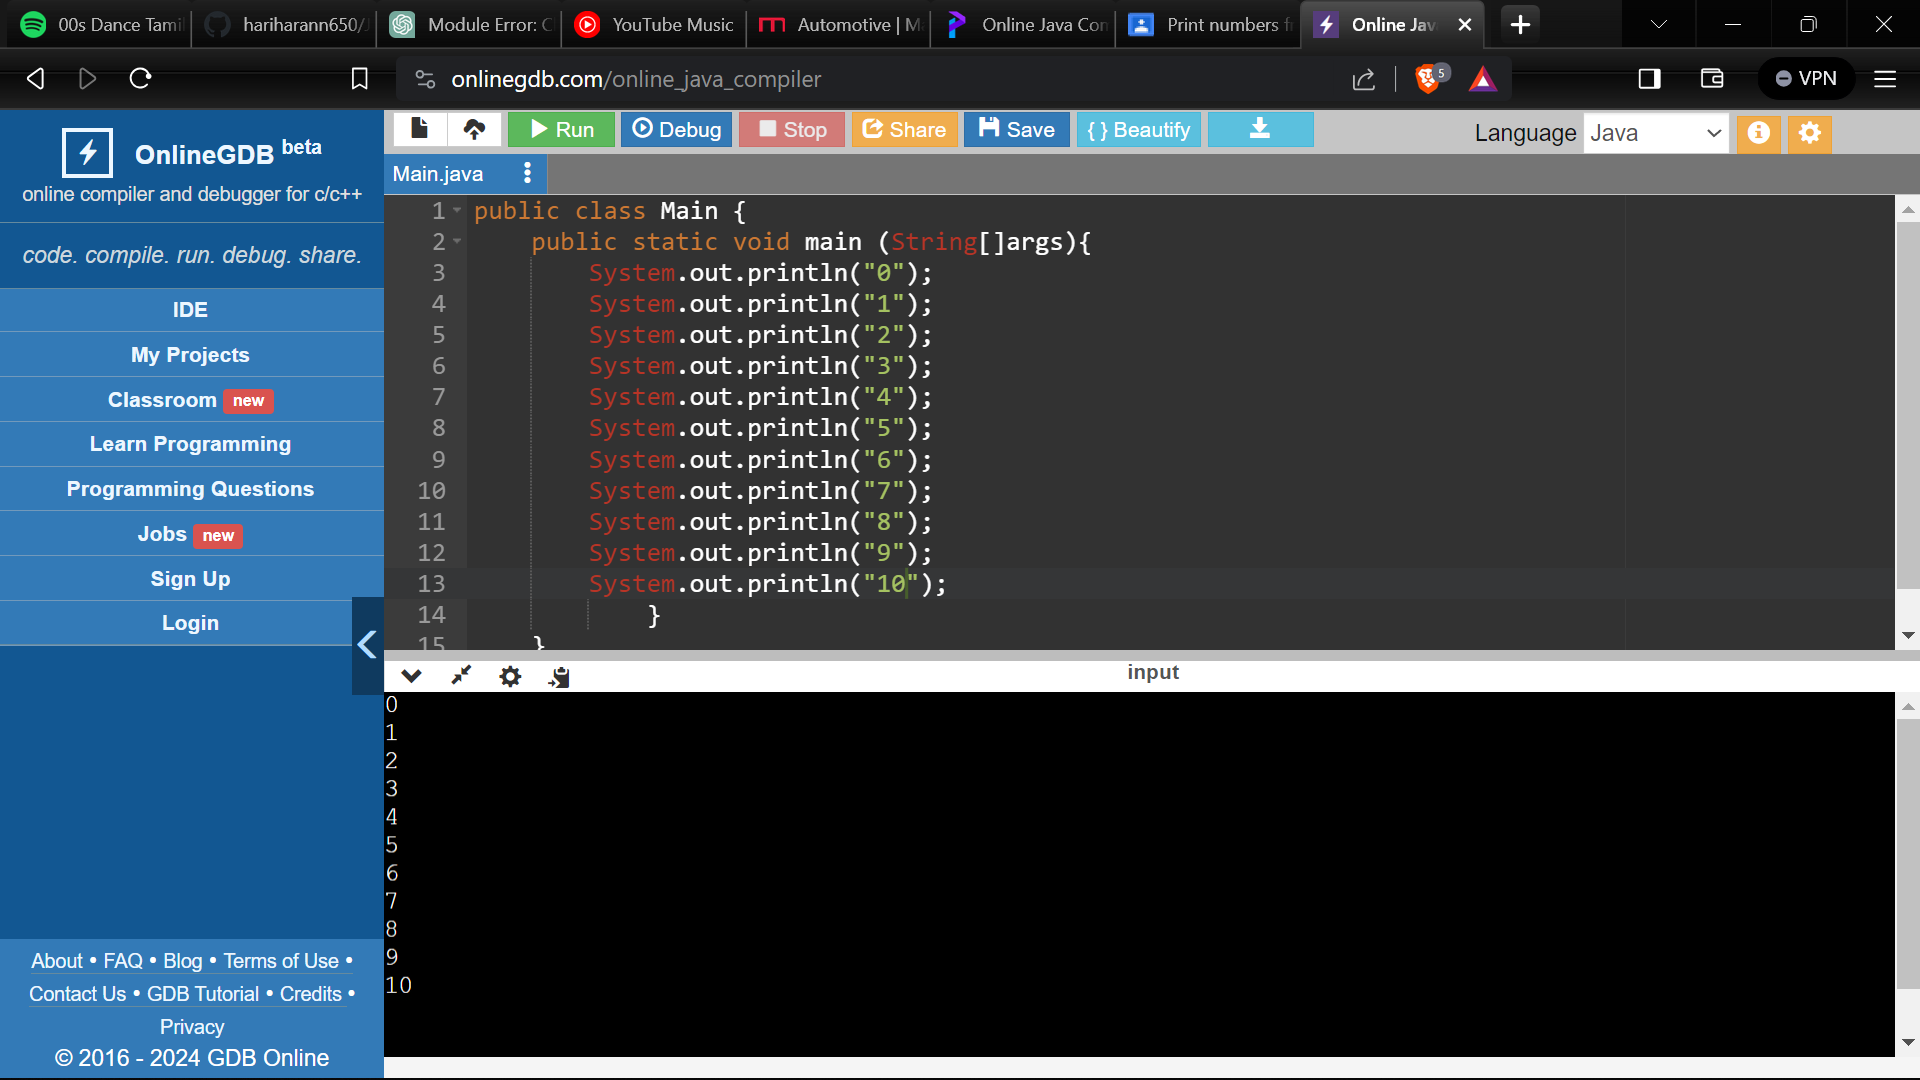 00s Dance Tami
hariharann650/
Module Error: C
YouTube Music
Automotive | M
Online Java Con
Print numbers f
Online Jav
onlinegdb.com/online_java_compiler
5
VPN
OnlineGDB beta
online compiler and debugger for c/c++
code. compile. run. debug. share.
IDE
My Projects
Classroom new
Learn Programming
Programming Questions
Jobs new
Sign Up
Login
About • FAQ • Blog • Terms of Use •
Contact Us • GDB Tutorial • Credits •
Privacy
© 2016 - 2024 GDB Online
Run Debug Stop Share Save { } Beautify
Language Java
Main.java
1 public class Main {
2 public static void main (String[]args){
3 System.out.println("0");
4 System.out.println("1");
5 System.out.println("2");
6 System.out.println("3");
7 System.out.println("4");
8 System.out.println("5");
9 System.out.println("6");
10 System.out.println("7");
11 System.out.println("8");
12 System.out.println("9");
13 System.out.println("10");
14 }
15 }
input
0
1
2
3
4
5
6
7
8
9
10